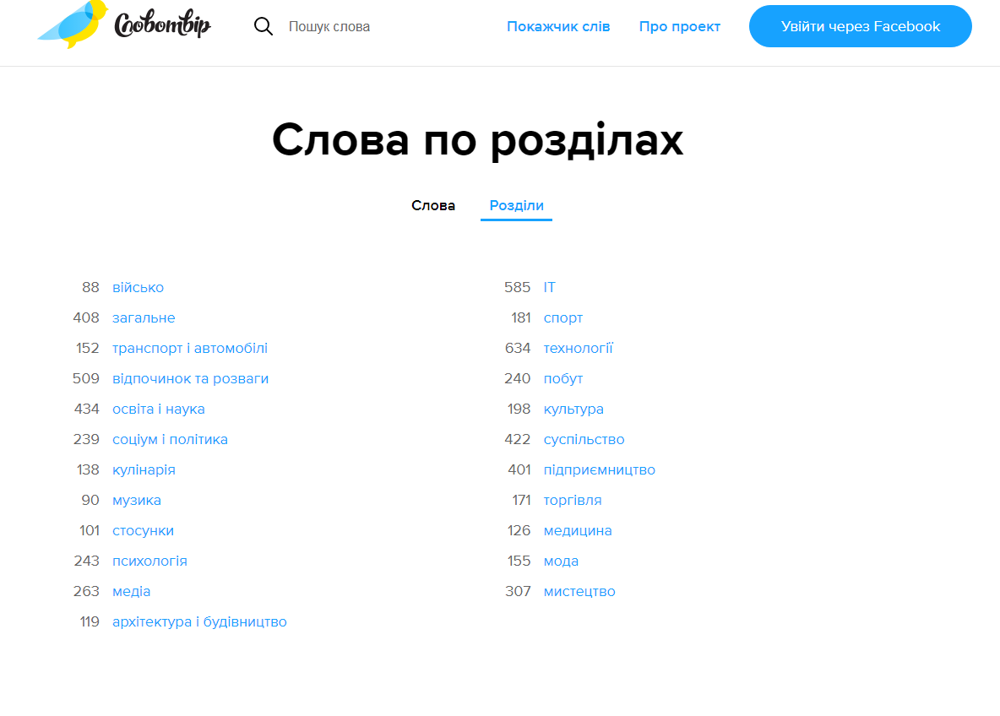 Словотвір
Пошук слова
Покажчик слів
Про проект
Увійти через Facebook
Слова по розділах
Слова
Розділи
88 військо
408 загальне
152 транспорт і автомобілі
509 відпочинок та розваги
434 освіта і наука
239 соціум і політика
138 кулінарія
90 музика
101 стосунки
243 психологія
263 медіа
119 архітектура і будівництво
585 ІТ
181 спорт
634 технології
240 побут
198 культура
422 суспільство
401 підприємництво
171 торгівля
126 медицина
155 мода
307 мистецтво